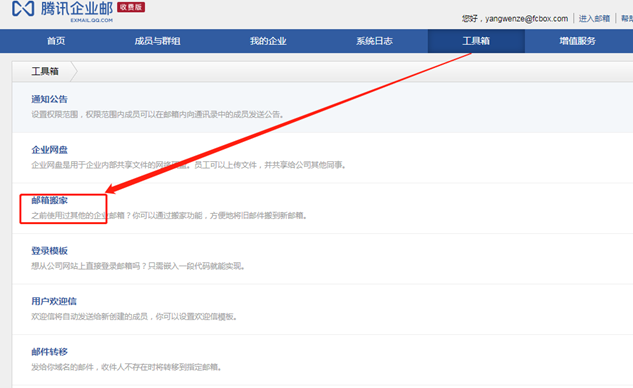 腾讯企业邮 收费版
EXMAIL.QQ.COM
您好，yangwenze@fcbox.com 进入邮箱 帮助
首页 成员与群组 我的企业 系统日志 工具箱 增值服务
工具箱
通知公告
设置权限范围，权限范围内成员可以在邮箱内向通讯录中的成员发送公告。
企业网盘
企业网盘是用于企业内部共享文件的网络硬盘。员工可以上传文件，并共享给公司其他同事。
邮箱搬家
之前使用过其他的企业邮箱？你可以通过搬家功能，方便地将旧邮件搬到新邮箱。
登录模板
想从公司网站上直接登录邮箱吗？只需嵌入一段代码就能实现。
用户欢迎信
欢迎信将自动发送给新创建的成员，你可以设置欢迎信模板。
邮件转移
发给你域名的邮件，收件人不存在时将转移到指定邮箱。